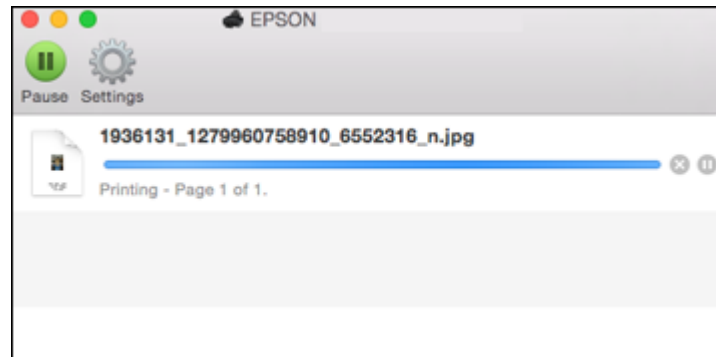 EPSON
Pause Settings
1936131_1279960758910_6552316_n.jpg
Printing - Page 1 of 1.